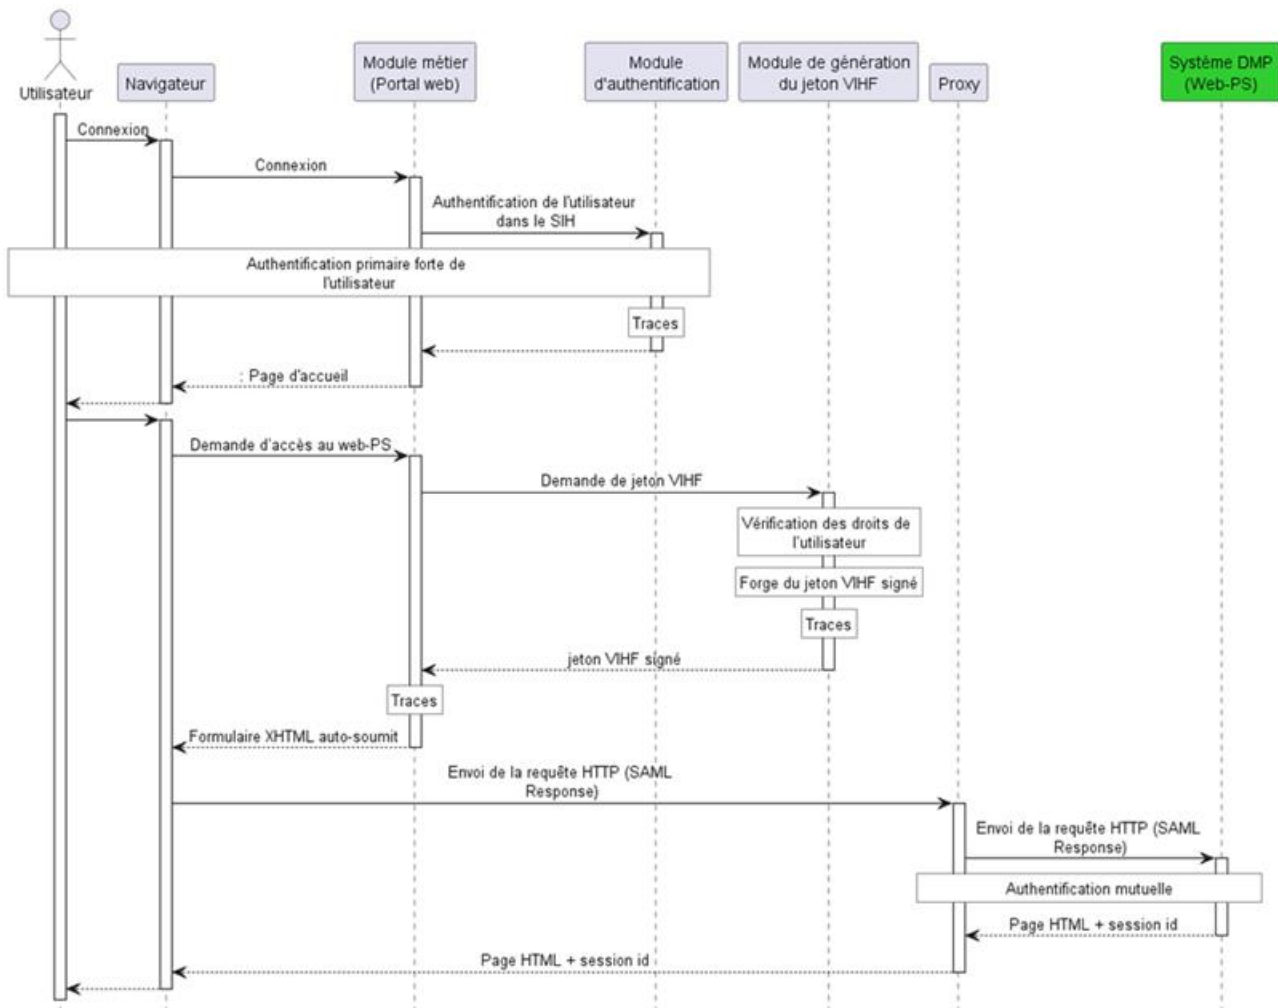 Utilisateur
Navigateur
Module métier
(Portal web)
Module
d'authentification
Module de génération
du jeton VIHF
Proxy
Système DMP
(Web-PS)
Connexion
Connexion
Authentification de l'utilisateur
dans le SIH
Authentification primaire forte de
l'utilisateur
Traces
: Page d'accueil
Demande d'accès au web-PS
Demande de jeton VIHF
Vérification des droits de
l'utilisateur
Forge du jeton VIHF signé
Traces
jeton VIHF signé
Traces
Formulaire XHTML auto-soumit
Envoi de la requête HTTP (SAML
Response)
Envoi de la requête HTTP (SAML
Response)
Authentification mutuelle
Page HTML + session id
Page HTML + session id